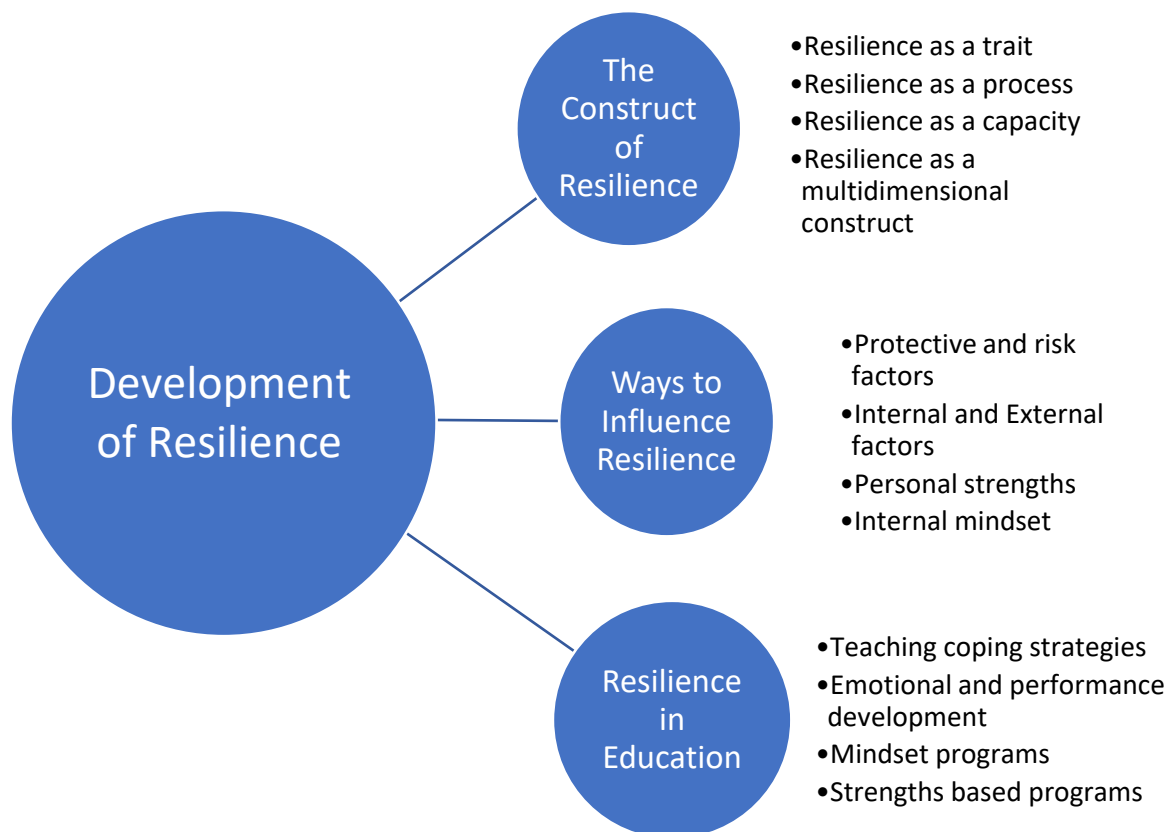 Development
of Resilience
The
Construct
of
Resilience
•Resilience as a trait
•Resilience as a process
•Resilience as a capacity
•Resilience as a
multidimensional
construct
Ways to
Influence
Resilience
•Protective and risk
factors
•Internal and External
factors
•Personal strengths
•Internal mindset
Resilience
in
Education
•Teaching coping strategies
•Emotional and performance
development
•Mindset programs
•Strengths based programs